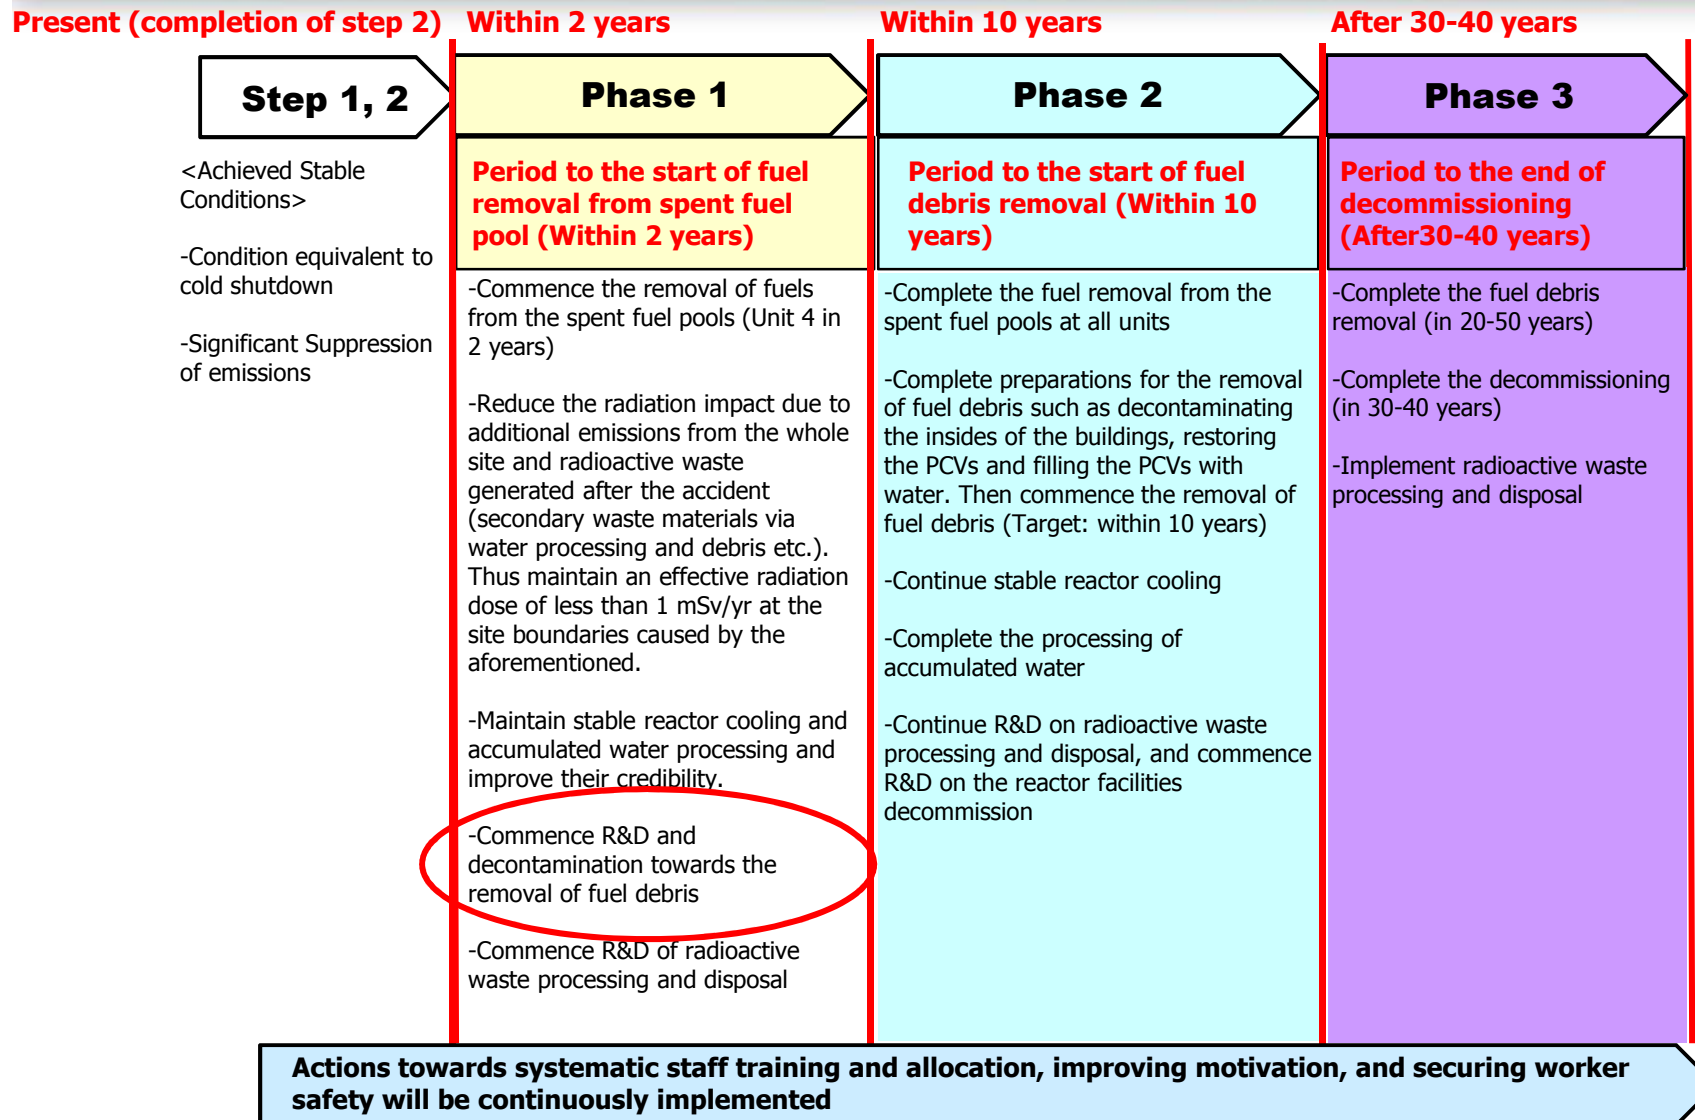 Present (completion of step 2)
Within 2 years
Within 10 years
After 30-40 years
Step 1, 2
Phase 1
Phase 2
Phase 3
<Achieved Stable
Conditions>
-Condition equivalent to
cold shutdown
-Significant Suppression
of emissions
Period to the start of fuel
removal from spent fuel
pool (Within 2 years)
-Commence the removal of fuels
from the spent fuel pools (Unit 4 in
2 years)
-Reduce the radiation impact due to
additional emissions from the whole
site and radioactive waste
generated after the accident
(secondary waste materials via
water processing and debris etc.).
Thus maintain an effective radiation
dose of less than 1 mSv/yr at the
site boundaries caused by the
aforementioned.
-Maintain stable reactor cooling and
accumulated water processing and
improve their credibility.
-Commence R&D and
decontamination towards the
removal of fuel debris
-Commence R&D of radioactive
waste processing and disposal
Period to the start of fuel
debris removal (Within 10
years)
-Complete the fuel removal from the
spent fuel pools at all units
-Complete preparations for the removal
of fuel debris such as decontaminating
the insides of the buildings, restoring
the PCVs and filling the PCVs with
water. Then commence the removal of
fuel debris (Target: within 10 years)
-Continue stable reactor cooling
-Complete the processing of
accumulated water
-Continue R&D on radioactive waste
processing and disposal, and commence
R&D on the reactor facilities
decommission
Period to the end of
decommissioning
(After30-40 years)
-Complete the fuel debris
removal (in 20-50 years)
-Complete the decommissioning
(in 30-40 years)
-Implement radioactive waste
processing and disposal
Actions towards systematic staff training and allocation, improving motivation, and securing worker
safety will be continuously implemented